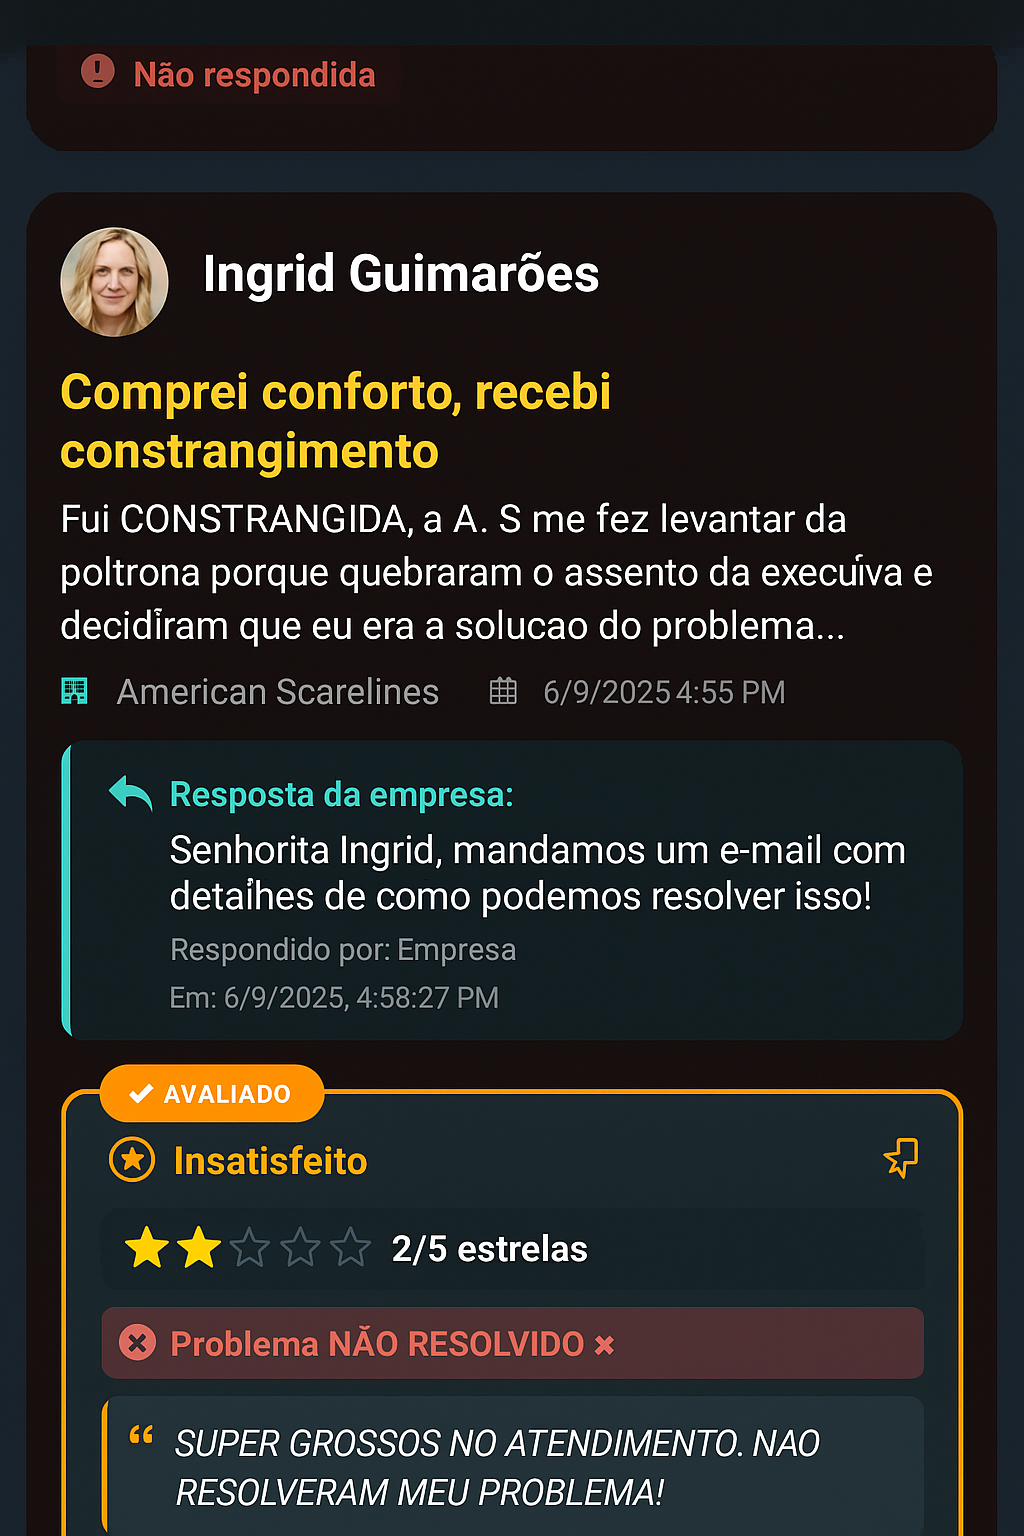 Não respondida
Ingrid Guimarões
Comprei conforto, recebi
constrangimento
Fui CONSTRANGIDA, a A. S me fez levantar da
poltrona porque quebraram o assento da execuíva e
decidiram que eu era a solucao do problema...
American Scarelines 6/9/2025 4:55 PM
Resposta da empresa:
Senhorita Ingrid, mandamos um e-mail com
detalhes de como podemos resolver isso!
Respondido por: Empresa
Em: 6/9/2025, 4:58:27 PM
✓ AVALIADO
Insatisfeito
2/5 estrelas
Problema NÃO RESOLVIDO ×
“ SUPER GROSSOS NO ATENDIMENTO. NAO
RESOLVERAM MEU PROBLEMA!